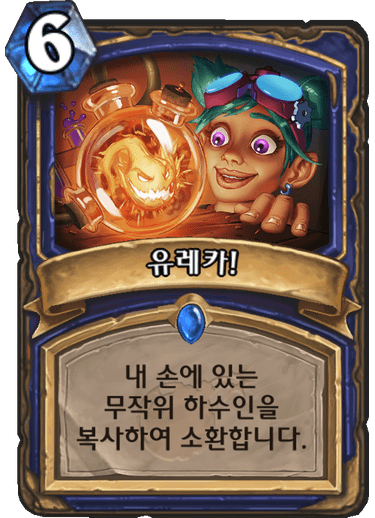 6
유레카!
내 손에 있는
무작위 하수인을
복사하여 소환합니다.